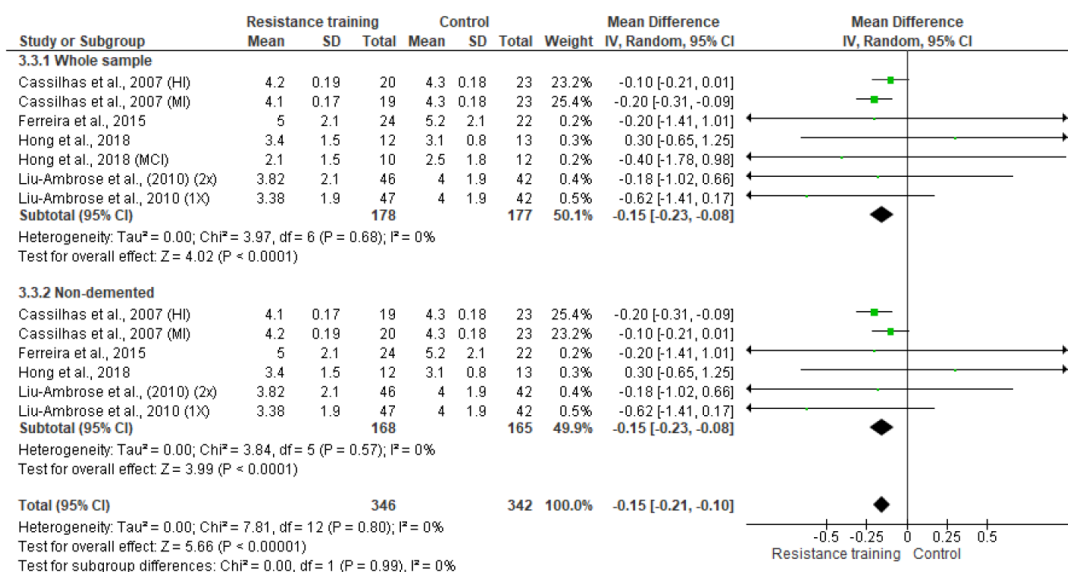 Resistance training Control Mean Difference Mean Difference
Study or Subgroup Mean SD Total Mean SD Total Weight IV, Random, 95% CI IV, Random, 95% CI
3.3.1 Whole sample
Cassilhas et al., 2007 (HI) 4.2 0.19 20 4.3 0.18 23 23.2% -0.10 [-0.21, 0.01]
Cassilhas et al., 2007 (MI) 4.1 0.17 19 4.3 0.18 23 25.4% -0.20 [-0.31, -0.09]
Ferreira et al., 2015 5 2.1 24 5.2 2.1 22 0.2% -0.20 [-1.41, 1.01]
Hong et al., 2018 3.4 1.5 12 3.1 0.8 13 0.3% 0.30 [-0.65, 1.25]
Hong et al., 2018 (MCI) 2.1 1.5 10 2.5 1.8 12 0.2% -0.40 [-1.78, 0.98]
Liu-Ambrose et al., (2010) (2x) 3.82 2.1 46 4 1.9 42 0.4% -0.18 [-1.02, 0.66]
Liu-Ambrose et al., 2010 (1X) 3.38 1.9 47 4 1.9 42 0.5% -0.62 [-1.41, 0.17]
Subtotal (95% CI) 178 177 50.1% -0.15 [-0.23, -0.08]
Heterogeneity: Tau² = 0.00; Chi² = 3.97, df = 6 (P = 0.68); I² = 0%
Test for overall effect: Z = 4.02 (P < 0.0001)
3.3.2 Non-demented
Cassilhas et al., 2007 (HI) 4.1 0.17 19 4.3 0.18 23 25.4% -0.20 [-0.31, -0.09]
Cassilhas et al., 2007 (MI) 4.2 0.19 20 4.3 0.18 23 23.2% -0.10 [-0.21, 0.01]
Ferreira et al., 2015 5 2.1 24 5.2 2.1 22 0.2% -0.20 [-1.41, 1.01]
Hong et al., 2018 3.4 1.5 12 3.1 0.8 13 0.3% 0.30 [-0.65, 1.25]
Liu-Ambrose et al., (2010) (2x) 3.82 2.1 46 4 1.9 42 0.4% -0.18 [-1.02, 0.66]
Liu-Ambrose et al., 2010 (1X) 3.38 1.9 47 4 1.9 42 0.5% -0.62 [-1.41, 0.17]
Subtotal (95% CI) 168 165 49.9% -0.15 [-0.23, -0.08]
Heterogeneity: Tau² = 0.00; Chi² = 3.84, df = 5 (P = 0.57); I² = 0%
Test for overall effect: Z = 3.99 (P < 0.0001)
Total (95% CI) 346 342 100.0% -0.15 [-0.21, -0.10]
Heterogeneity: Tau² = 0.00; Chi² = 7.81, df = 12 (P = 0.80); I² = 0%
Test for overall effect: Z = 5.66 (P < 0.00001)
Test for subgroup differences: Chi² = 0.00, df = 1 (P = 0.99), I² = 0%
-0.5 -0.25 0 0.25 0.5
Resistance training Control